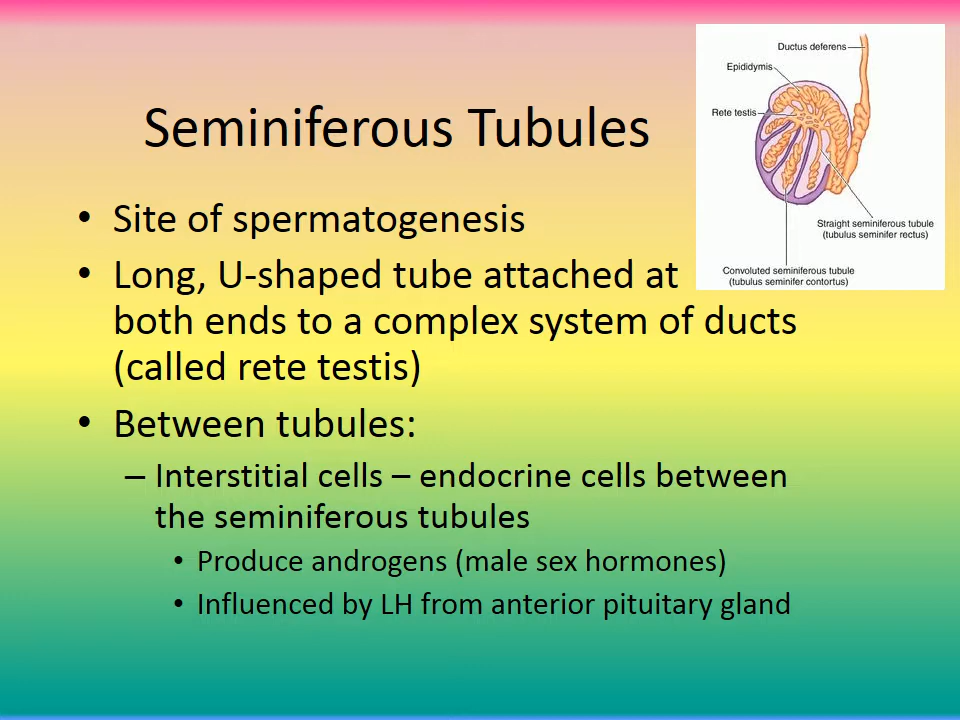 Seminiferous Tubules
• Site of spermatogenesis
• Long, U-shaped tube attached at
both ends to a complex system of ducts
(called rete testis)
• Between tubules:
– Interstitial cells – endocrine cells between
the seminiferous tubules
• Produce androgens (male sex hormones)
• Influenced by LH from anterior pituitary gland
Ductus deferens
Epididymis
Rete testis
Straight seminiferous tubule
(tubulus seminifer rectus)
Convoluted seminiferous tubule
(tubulus seminifer contortus)